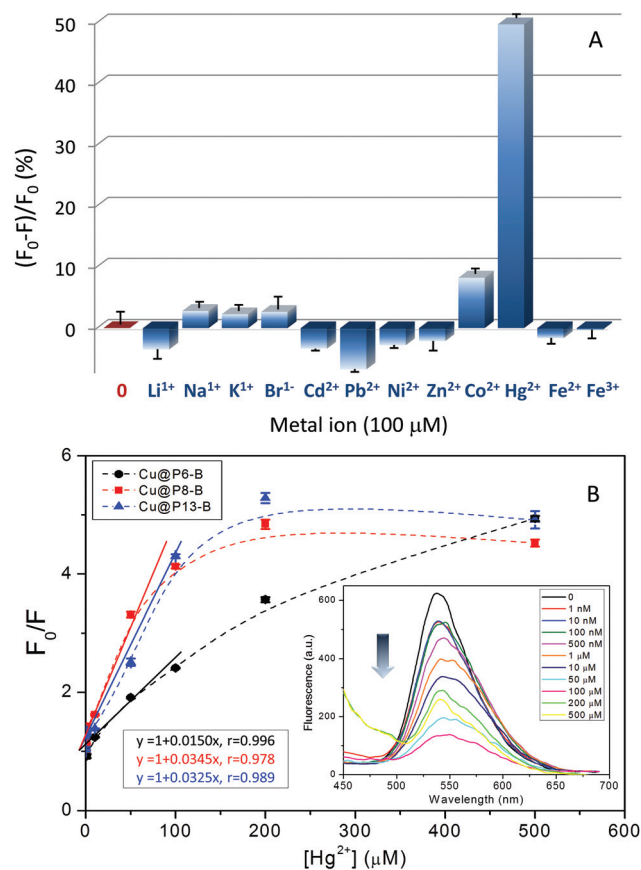 A
50
40
30
20
10
0
(F0-F)/F0 (%)
0 Li1+ Na1+ K1+ Br1- Cd2+ Pb2+ Ni2+ Zn2+ Co2+ Hg2+ Fe2+ Fe3+
Metal ion (100 μM)
B
6
4
2
0
F0/F
Cu@P6-B
Cu@P8-B
Cu@P13-B
y =1+0.0150x, r=0.996
y =1+0.0345x, r=0.978
y =1+0.0325x, r=0.989
600
400
200
0
Fluorescence (a.u.)
0
1 nM
10 nM
100 nM
500 nM
1 μM
10 μM
50 μM
100 μM
200 μM
500 μM
450 500 550 600 650 700
Wavelength (nm)
0 100 200 300 400 500 600
[Hg2+] (μM)